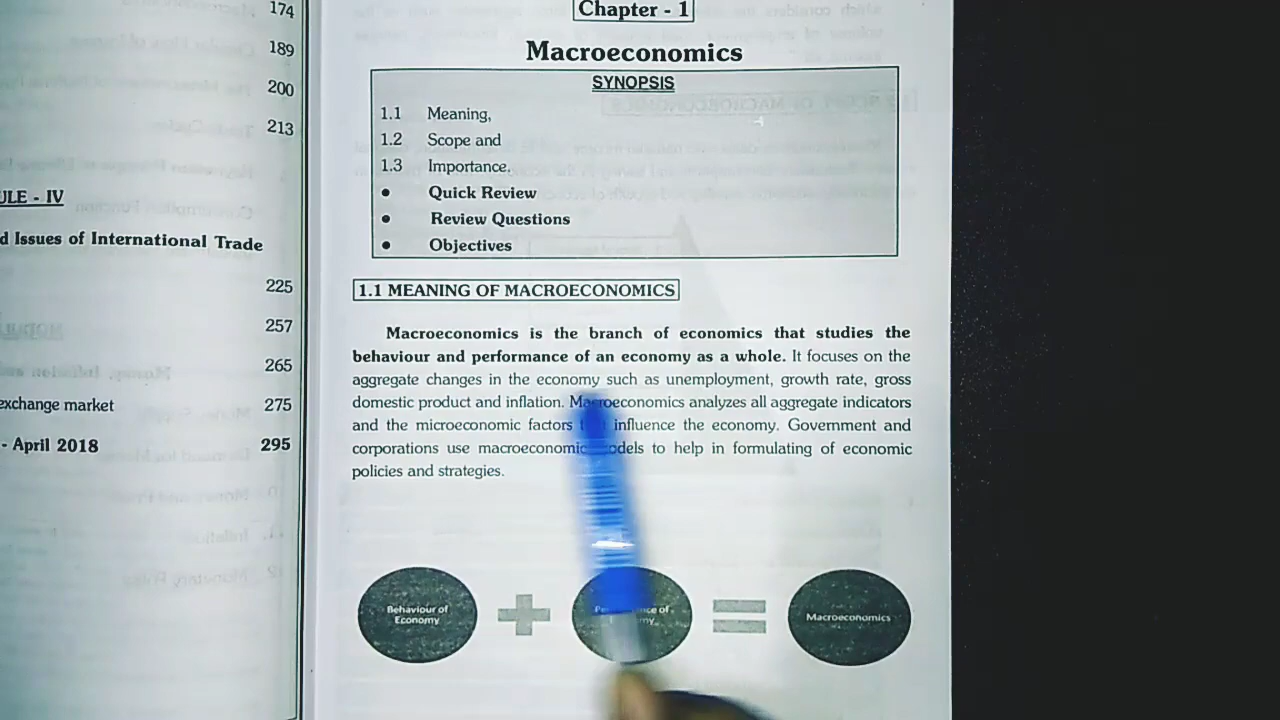 174
189
200
213
ULE - IV
d Issues of International Trade
225
257
265
exchange market 275
- April 2018 295
Chapter - 1
Macroeconomics
SYNOPSIS
1.1 Meaning,
1.2 Scope and
1.3 Importance.
• Quick Review
• Review Questions
• Objectives
1.1 MEANING OF MACROECONOMICS
Macroeconomics is the branch of economics that studies the
behaviour and performance of an economy as a whole. It focuses on the
aggregate changes in the economy such as unemployment, growth rate, gross
domestic product and inflation. Macroeconomics analyzes all aggregate indicators
and the microeconomic factors influence the economy. Government and
corporations use macroeconomic to help in formulating of economic
policies and strategies.
Behaviour of
Economy
+
of
=
Macroeconomics